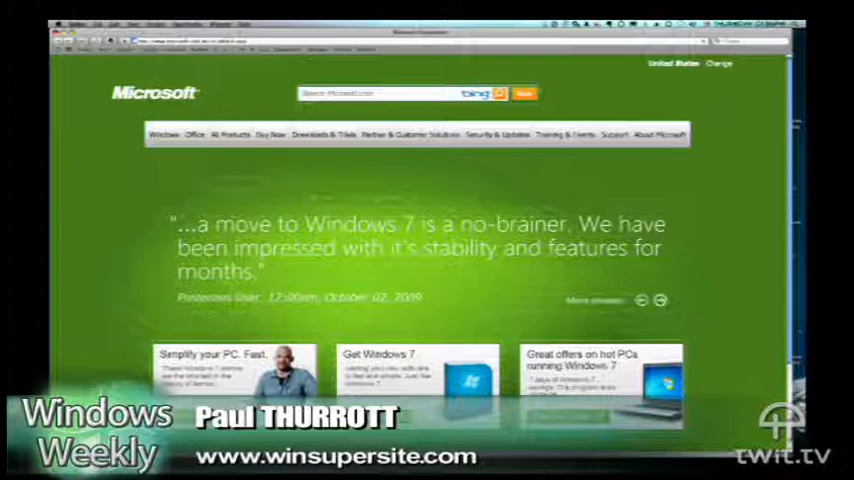 United States Change
Microsoft
bing
Windows Office All Products Buy Now Downloads & Trials Partner & Customer Solutions Security & Updates Training & Events Support About Microsoft
"...a move to Windows 7 is a no-brainer. We have
been impressed with it's stability and features for
months."
Posterious User, 12:00am, October 02, 2009
Simplify your PC. Fast.
Get Windows 7
Great offers on hot PCs
running Windows 7
Windows
Weekly
Paul THURROTT
www.winsupersite.com
twit.tv